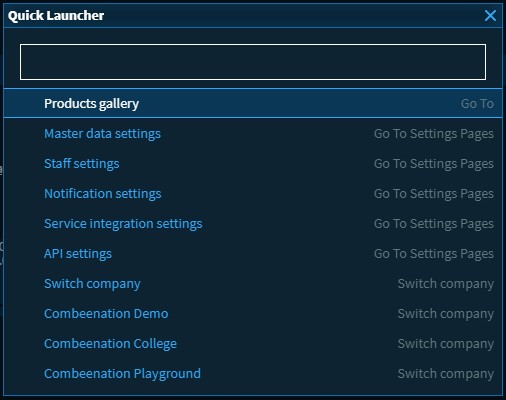 Quick Launcher
Products gallery Go To
Master data settings Go To Settings Pages
Staff settings Go To Settings Pages
Notification settings Go To Settings Pages
Service integration settings Go To Settings Pages
API settings Go To Settings Pages
Switch company Switch company
Combeenation Demo Switch company
Combeenation College Switch company
Combeenation Playground Switch company